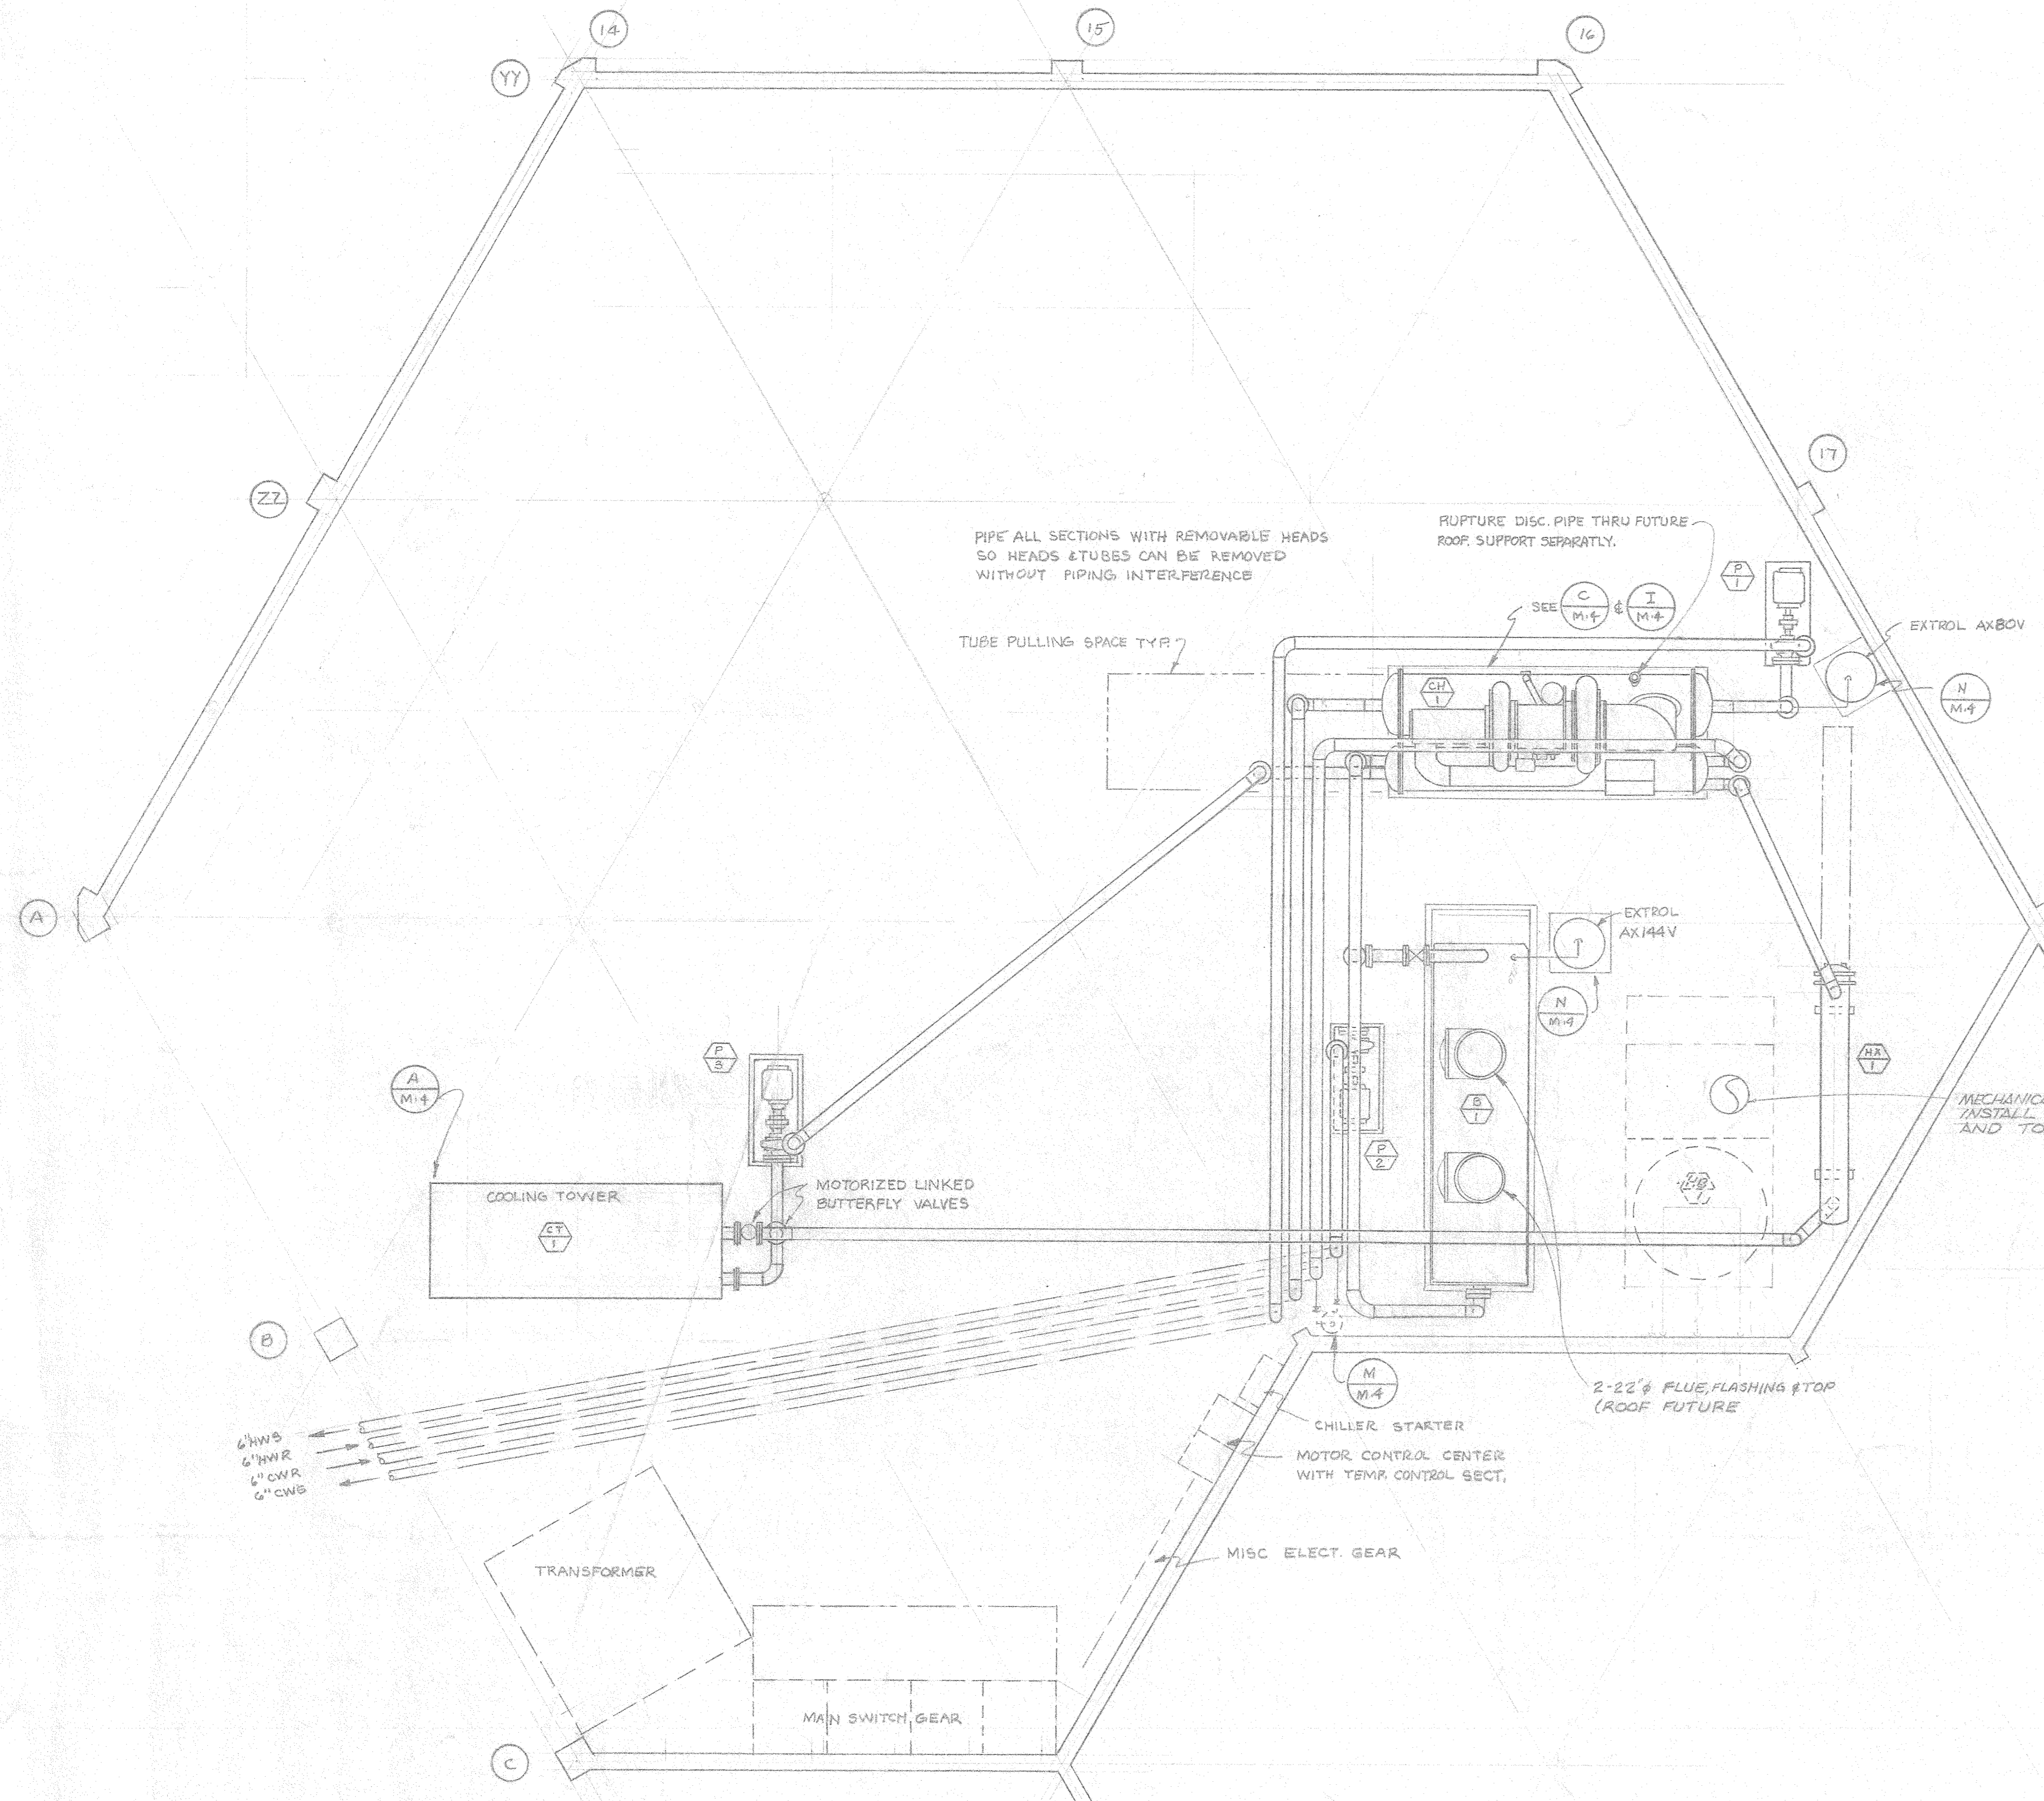 14
15
16
YY
17
ZZ
PIPE ALL SECTIONS WITH REMOVABLE HEADS
SO HEADS & TUBES CAN BE REMOVED
WITHOUT PIPING INTERFERENCE
RUPTURE DISC. PIPE THRU FUTURE
ROOF. SUPPORT SEPARATLY.
P
1
SEE C
M·4
¢ I
M·4
EXTROL AX80V
TUBE PULLING SPACE TYP.
CH
1
N
M·4
A
EXTROL
AX144V
N
M·4
P
3
A
M·4
HX
1
B
1
MECHANIC
INSTALL
AND TO
P
2
COOLING TOWER
CT
1
MOTORIZED LINKED
BUTTERFLY VALVES
1
B
M
M·4
2-22"φ FLUE, FLASHING ¢ TOP
(ROOF FUTURE
CHILLER STARTER
MOTOR CONTROL CENTER
WITH TEMP. CONTROL SECT.
6"HWS
6"HWR
6"CWR
6"CWS
MISC ELECT. GEAR
TRANSFORMER
MAIN SWITCH GEAR
C